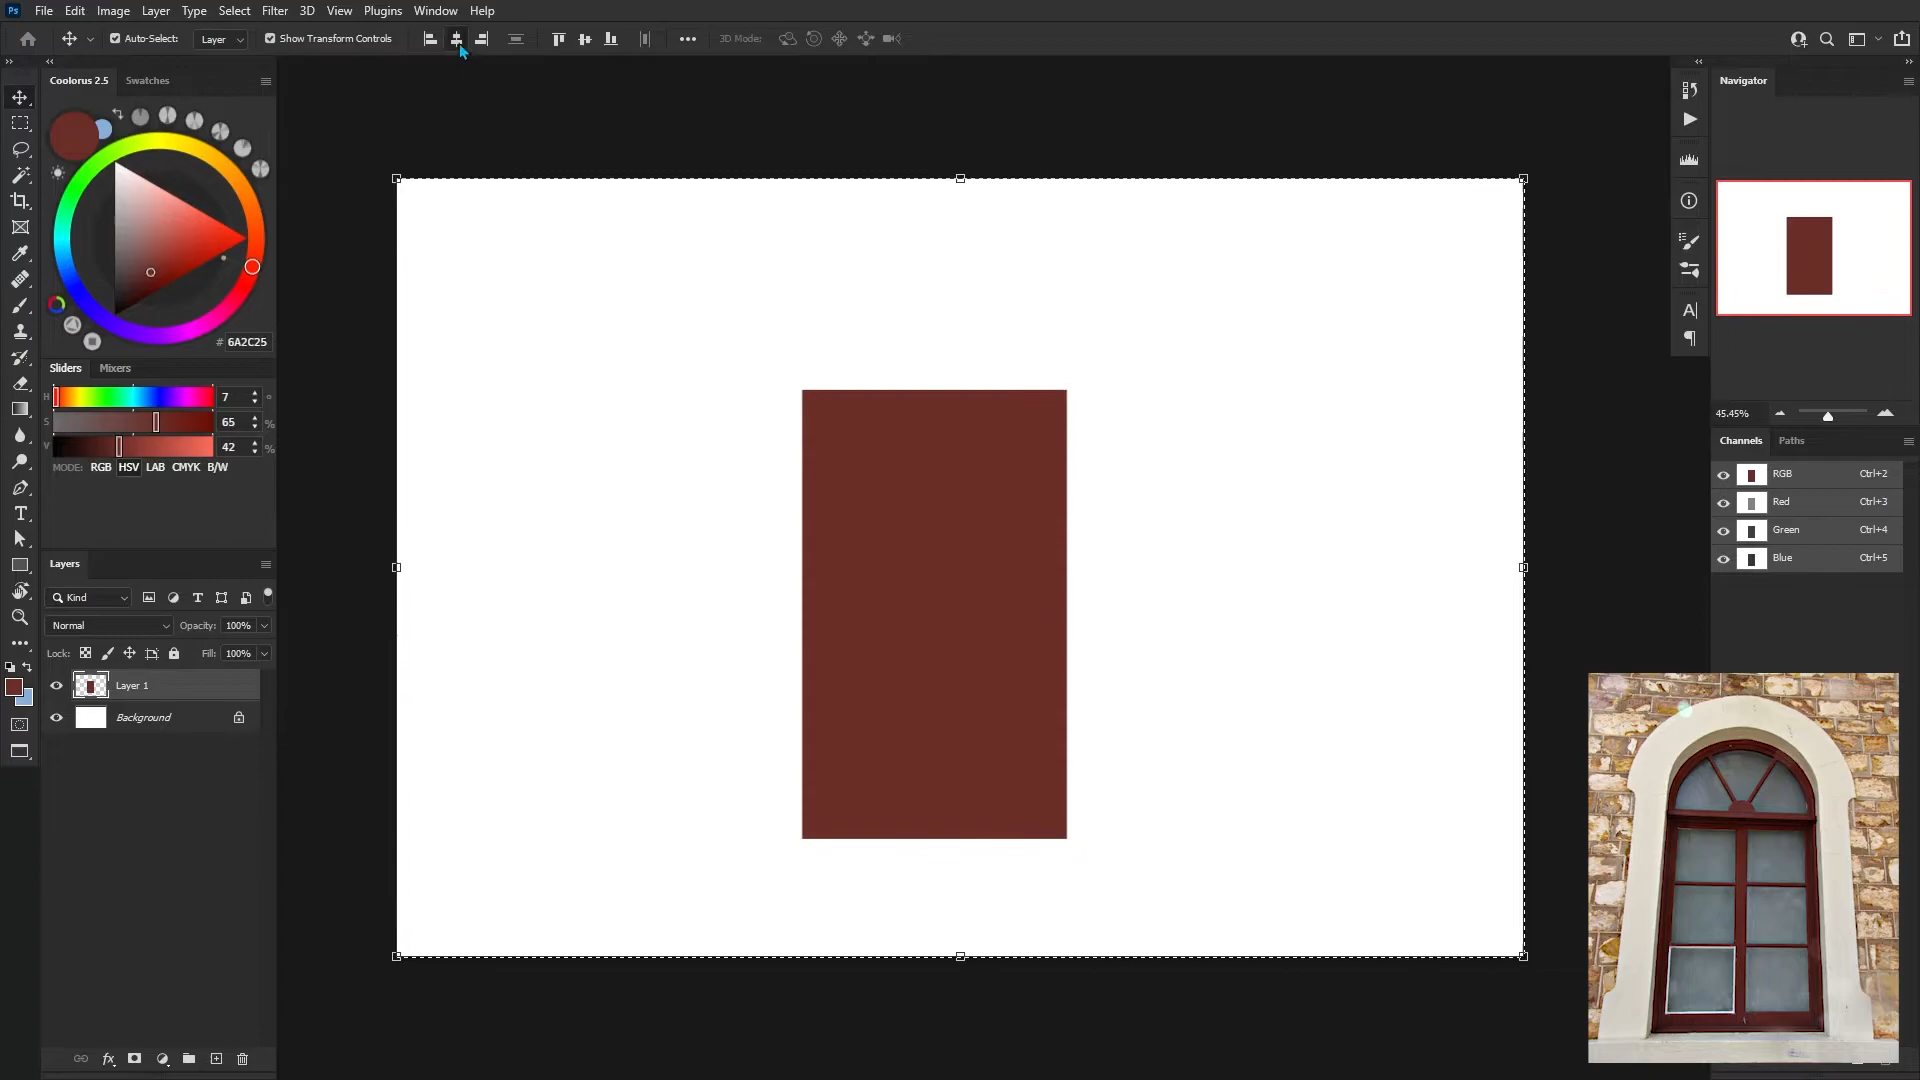 Ps File Edit Image Layer Type Select Filter 3D View Plugins Window Help
Auto-Select: Layer Show Transform Controls 3D Mode:
Coolorus 2.5 Swatches
# 6A2C25
Sliders Mixers
H 7 °
S 65 %
V 42 %
MODE: RGB HSV LAB CMYK B/W
Layers
Kind
Normal Opacity: 100%
Lock: Fill: 100%
Layer 1
Background
fx
Navigator
45.45%
Channels Paths
RGB Ctrl+2
Red Ctrl+3
Green Ctrl+4
Blue Ctrl+5